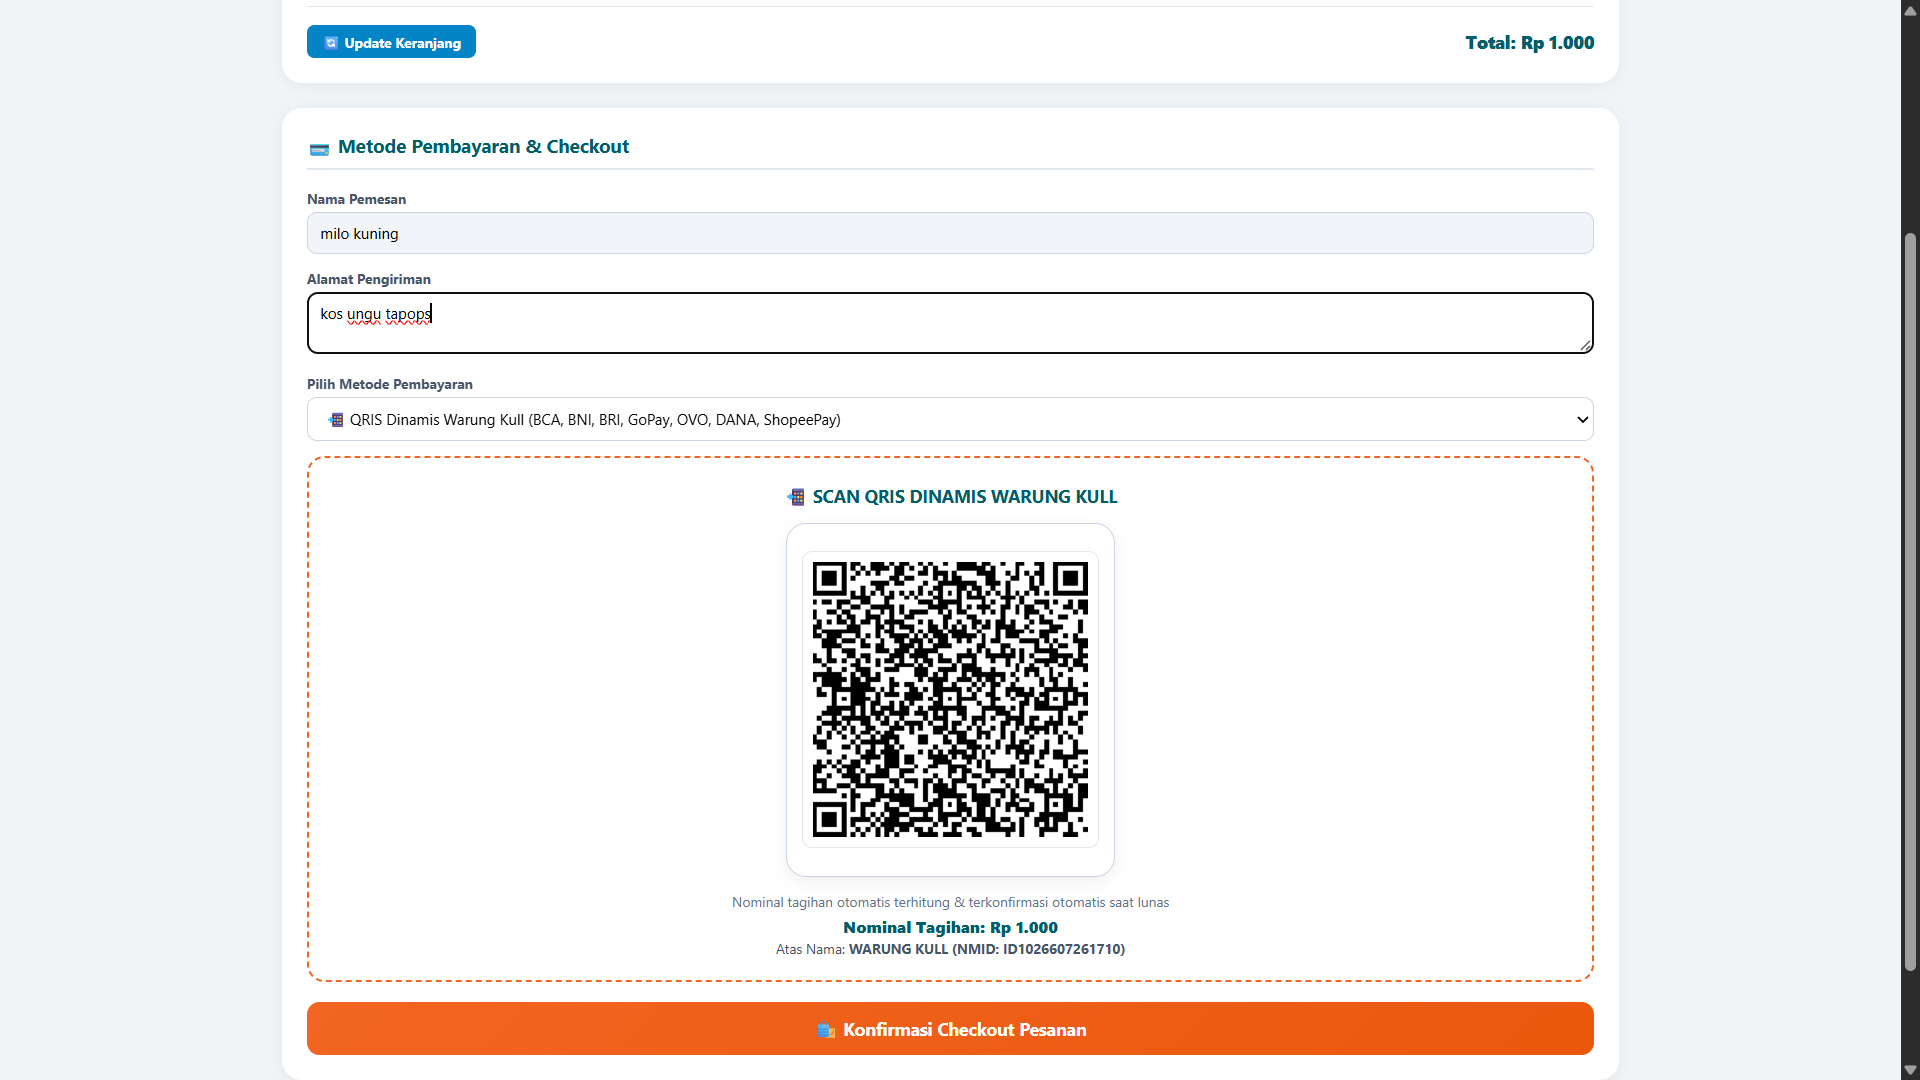 Update Keranjang
Total: Rp 1.000
Metode Pembayaran & Checkout
Nama Pemesan
milo kuning
Alamat Pengiriman
kos ungu tapops
Pilih Metode Pembayaran
QRIS Dinamis Warung Kull (BCA, BNI, BRI, GoPay, OVO, DANA, ShopeePay)
SCAN QRIS DINAMIS WARUNG KULL
Nominal tagihan otomatis terhitung & terkonfirmasi otomatis saat lunas
Nominal Tagihan: Rp 1.000
Atas Nama: WARUNG KULL (NMID: ID1026607261710)
Konfirmasi Checkout Pesanan